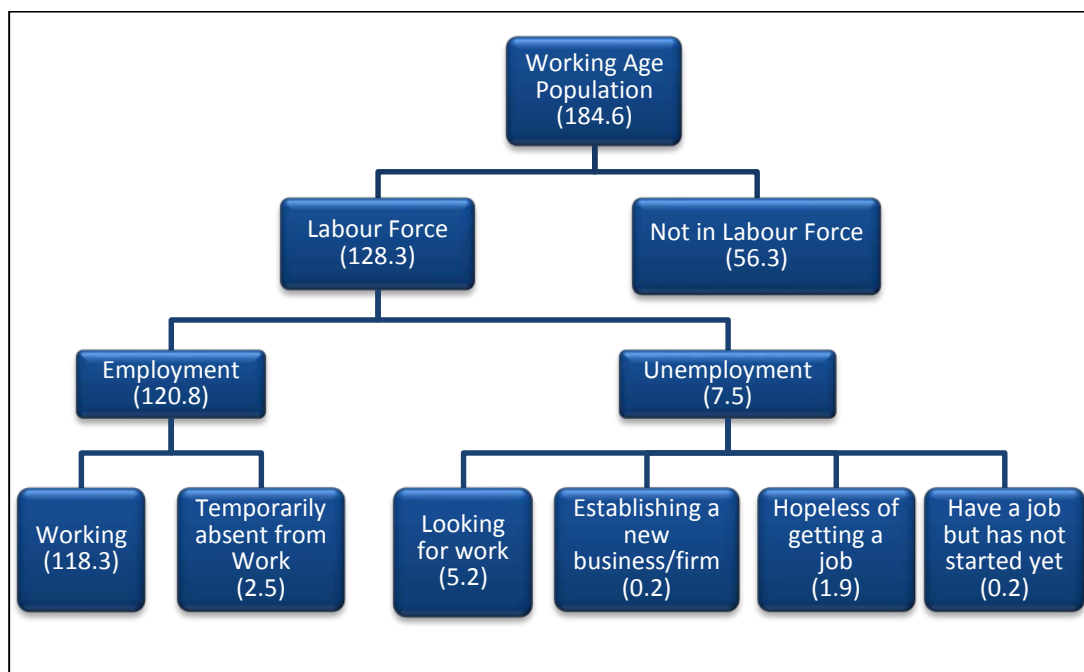 Working Age
Population
(184.6)
Labour Force
(128.3)
Not in Labour Force
(56.3)
Employment
(120.8)
Unemployment
(7.5)
Working
(118.3)
Temporarily
absent from
Work
(2.5)
Looking
for work
(5.2)
Establishing a
new
business/firm
(0.2)
Hopeless of
getting a
job
(1.9)
Have a job
but has not
started yet
(0.2)